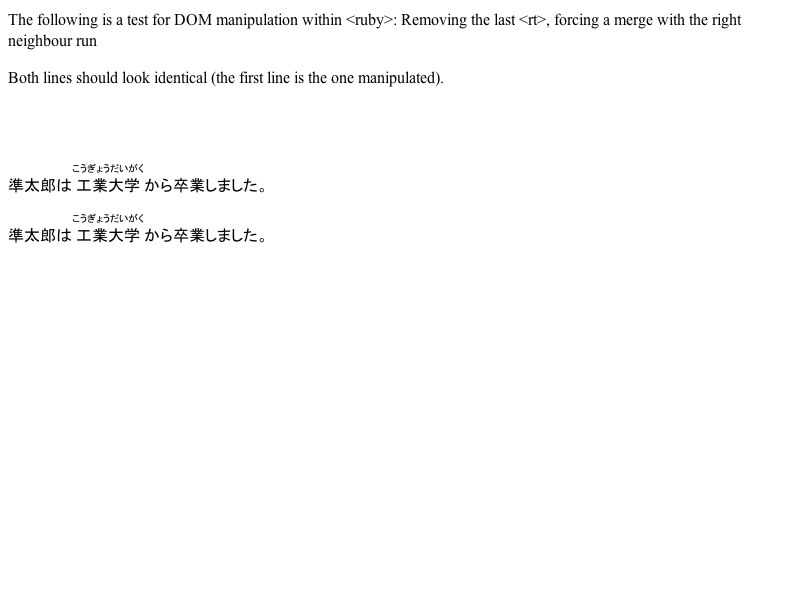 The following is a test for DOM manipulation within <ruby>: Removing the last <rt>, forcing a merge with the right
neighbour run
Both lines should look identical (the first line is the one manipulated).
こうぎょうだいがく
準太郎は 工業大学 から卒業しました。
こうぎょうだいがく
準太郎は 工業大学 から卒業しました。